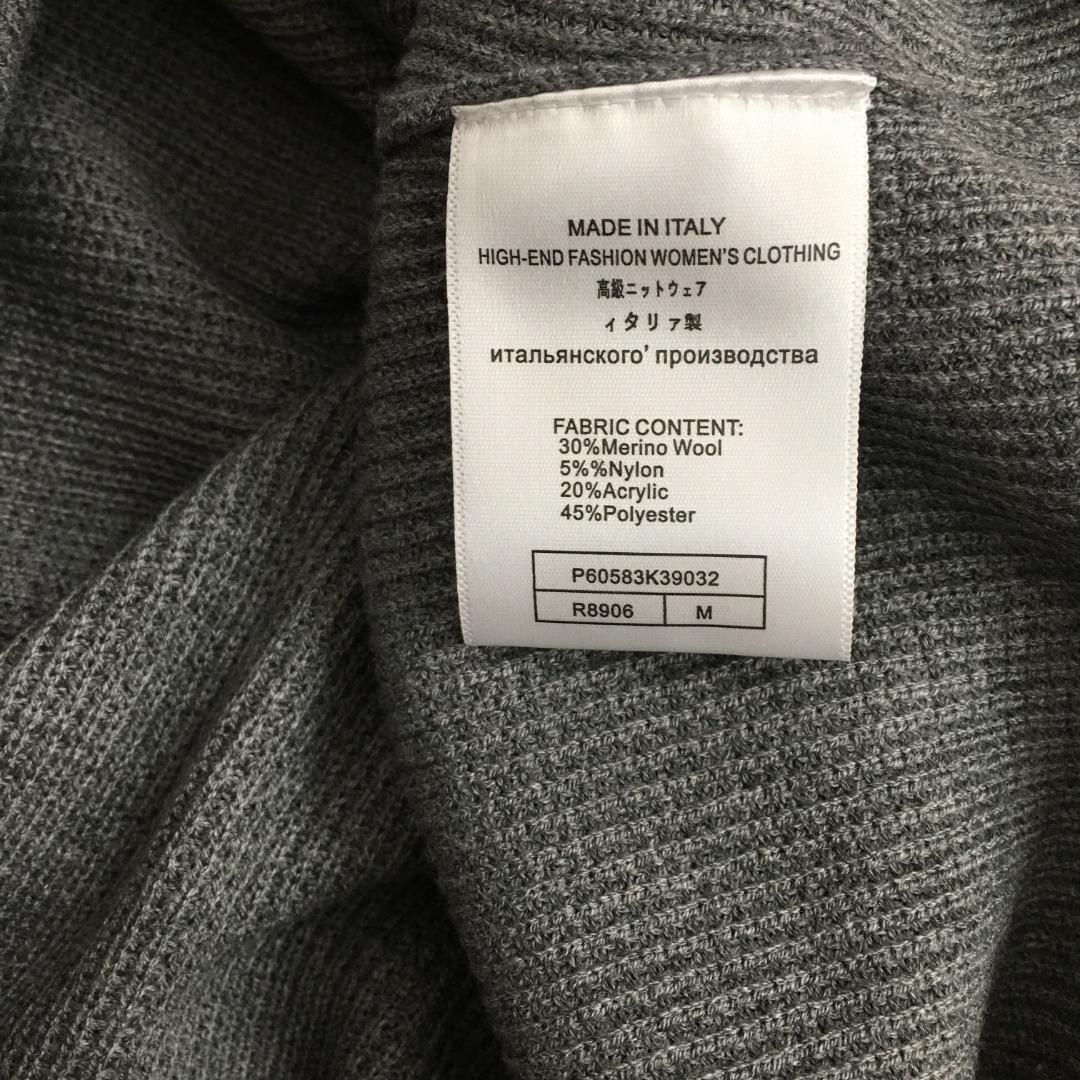 MADE IN ITALY
HIGH-END FASHION WOMEN'S CLOTHING
高級ニットウェア
ィタリァ製
итальянского' производства
FABRIC CONTENT:
30%Merino Wool
5%%Nylon
20%Acrylic
45%Polyester
P60583K39032
R8906 M